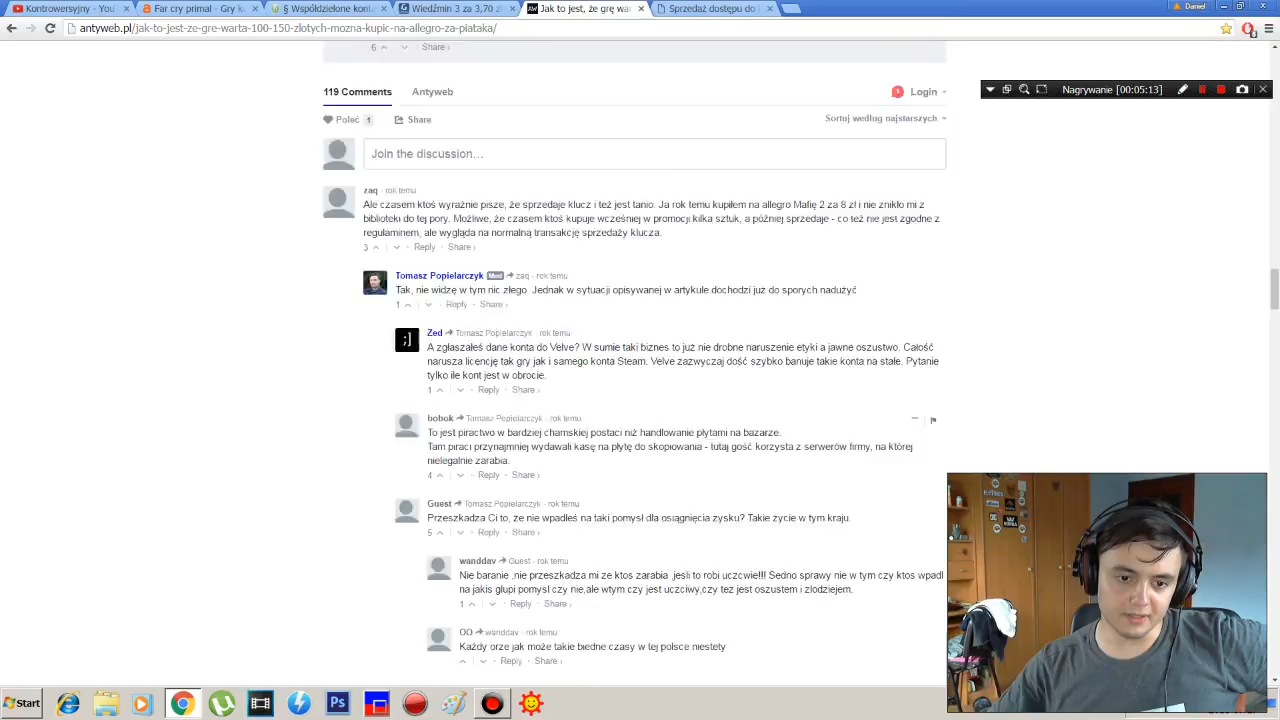 Kontrowersyjny - You
Far cry primal - Gry k
§ Współdzielone konta
Wiedźmin 3 za 3,70 zł
Jak to jest, że grę wart
Sprzedaż dostępu do
Daniel
antyweb.pl/jak-to-jest-ze-gre-warta-100-150-zlotych-mozna-kupic-na-allegro-za-piataka/
6 Share ›
Nagrywanie [00:05:13]
119 Comments Antyweb Login
Poleć 1 Share Sortuj według najstarszych
Join the discussion…
zaq · rok temu
Ale czasem ktoś wyraźnie pisze, że sprzedaje klucz i też jest tanio. Ja rok temu kupiłem na allegro Mafię 2 za 8 zł i nie znikło mi z
biblioteki do tej pory. Możliwe, że czasem ktoś kupuje wcześniej w promocji kilka sztuk, a później sprzedaje - co też nie jest zgodne z
regulaminem, ale wygląda na normalną transakcję sprzedaży klucza.
3 · Reply · Share ›
Tomasz Popielarczyk Mod zaq · rok temu
Tak, nie widzę w tym nic złego. Jednak w sytuacji opisywanej w artykule dochodzi już do sporych nadużyć
1 · Reply · Share ›
Zed Tomasz Popielarczyk · rok temu
A zgłaszałeś dane konta do Velve? W sumie taki biznes to już nie drobne naruszenie etyki a jawne oszustwo. Całość
narusza licencję tak gry jak i samego konta Steam. Velve zazwyczaj dość szybko banuje takie konta na stałe. Pytanie
tylko ile kont jest w obrocie.
1 · Reply · Share ›
bobok Tomasz Popielarczyk · rok temu
To jest piractwo w bardziej chamskiej postaci niż handlowanie płytami na bazarze.
Tam piraci przynajmniej wydawali kasę na płytę do skopiowania - tutaj gość korzysta z serwerów firmy, na której
nielegalnie zarabia.
4 · Reply · Share ›
Guest Tomasz Popielarczyk · rok temu
Przeszkadza Ci to, że nie wpadłeś na taki pomysł dla osiągnięcia zysku? Takie życie w tym kraju.
5 · Reply · Share ›
wanddav Guest · rok temu
Nie baranie ,nie przeszkadza mi ze ktos zarabia ,jesli to robi uczcwie!!! Sedno sprawy nie w tym czy ktos wpadl
na jakis glupi pomysl czy nie,ale wtym czy jest uczciwy,czy tez jest oszustem i zlodziejem.
1 · Reply · Share ›
OO wanddav · rok temu
Każdy orze jak może takie biedne czasy w tej polsce niestety
· Reply · Share ›
Start
Ps